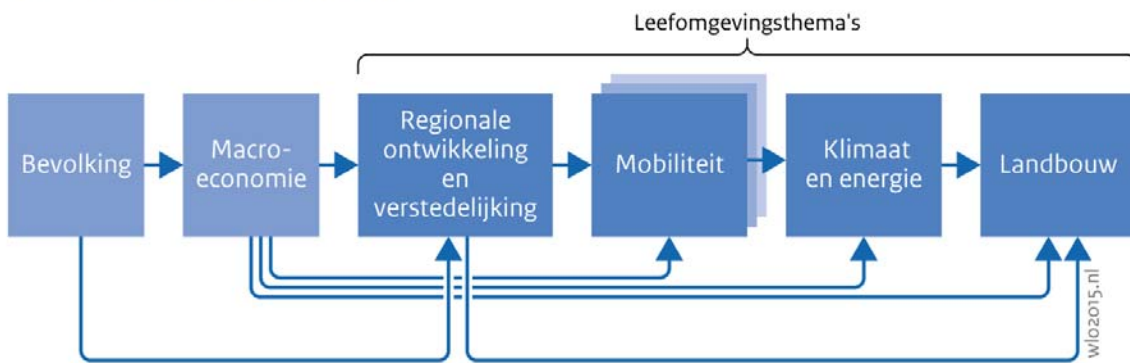 Leefomgevingsthema's
Bevolking
Macro-
economie
Regionale
ontwikkeling
en
verstedelijking
Mobiliteit
Klimaat
en energie
Landbouw
wlo2015.nl